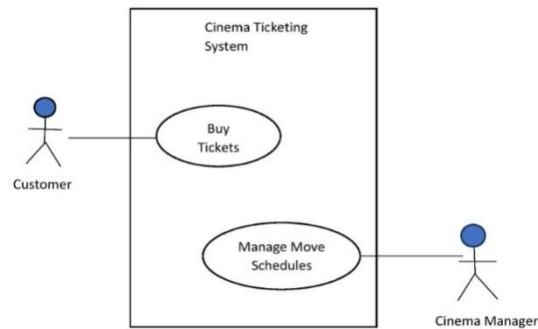 Cinema Ticketing
System
Buy
Tickets
Customer
Manage Move
Schedules
Cinema Manager